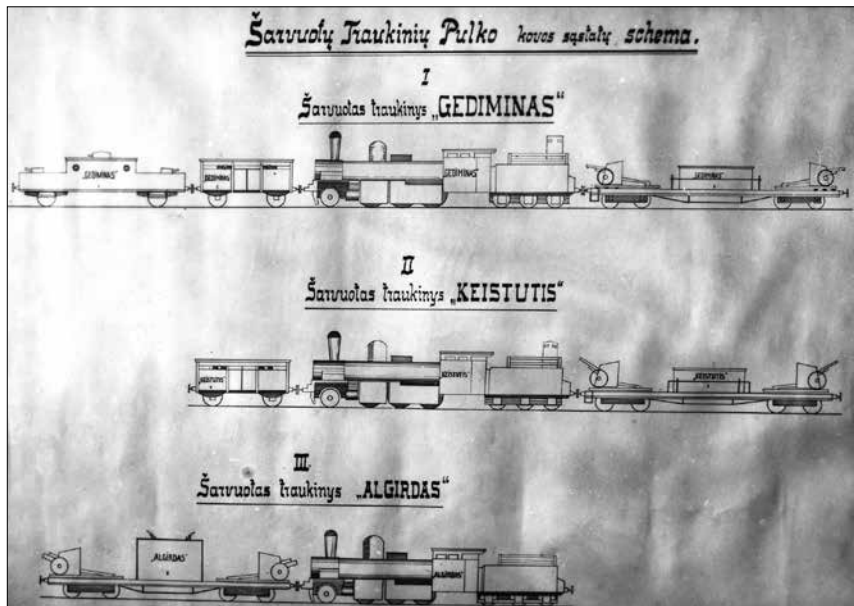 Šarvuotų Traukinių Pulko kovos sąstatų schema.
I
Šarvuotas traukinys „GEDIMINAS“
„GEDIMINAS“
GEDIMINAS
GEDIMINAS
„GEDIMINAS“
II
Šarvuotas traukinys „KEISTUTIS“
„KEISTUTIS“
KEISTUTIS
„KEISTUTIS“
III.
Šarvuotas traukinys „ALGIRDAS“
„ALGIRDAS“
ALGIRDAS